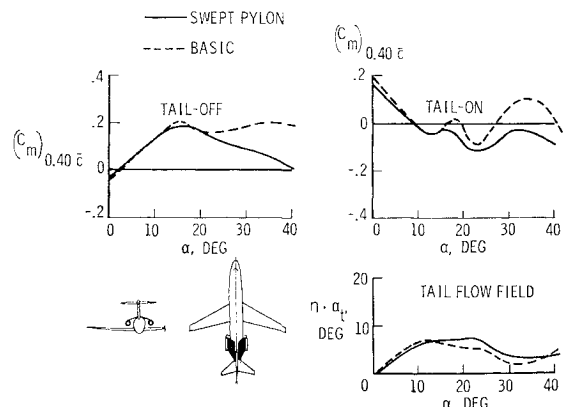 SWEPT PYLON
BASIC
(C_m) 0.40 c̄
.4
.2
0
-.2
TAIL-OFF
0 10 20 30 40
α, DEG
(C_m) 0.40 c̄
.2
0
-.2
-.4
TAIL-ON
0 10 20 30 40
α, DEG
η · α_t,
DEG
20
10
TAIL FLOW FIELD
0 10 20 30 40
α, DEG